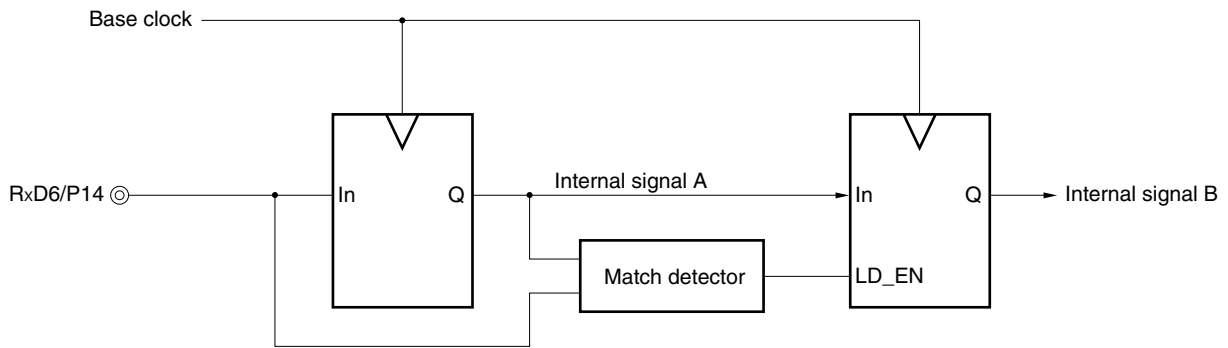 Base clock
RxD6/P14
In
Q
Internal signal A
In
Q
Internal signal B
Match detector
LD_EN